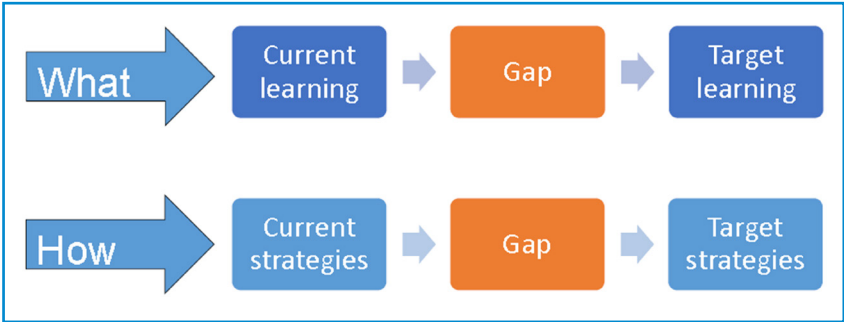 What
Current
learning
Gap
Target
learning
How
Current
strategies
Gap
Target
strategies